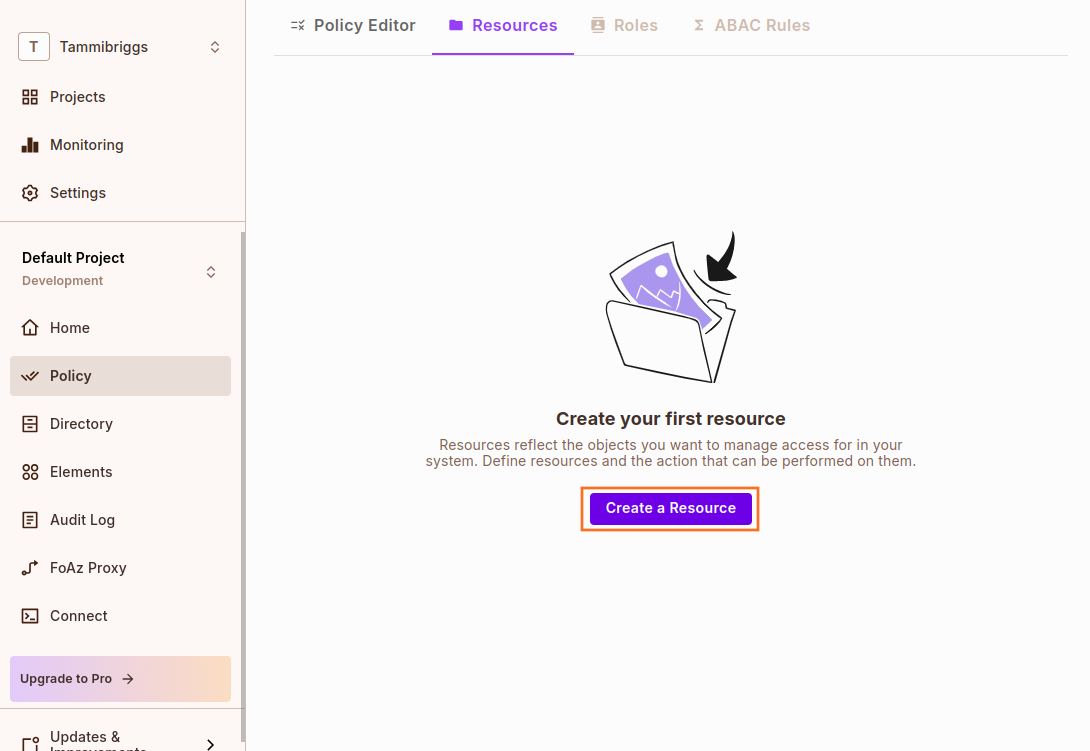 T Tammibriggs
Projects
Monitoring
Settings
Default Project
Development
Home
Policy
Directory
Elements
Audit Log
FoAz Proxy
Connect
Upgrade to Pro
Updates &
Improvements
Policy Editor Resources Roles ABAC Rules
Create your first resource
Resources reflect the objects you want to manage access for in your
system. Define resources and the action that can be performed on them.
Create a Resource